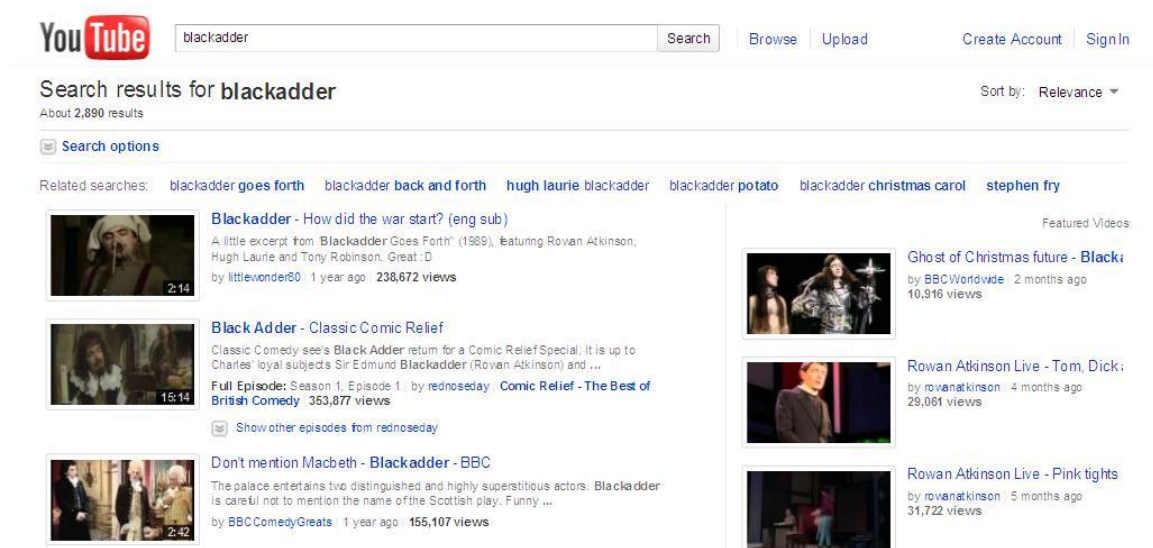 You Tube
blackadder
Search
Browse
Upload
Create Account
Sign In
Search results for blackadder
About 2,890 results
Sort by: Relevance
Search options
Related searches: blackadder goes forth blackadder back and forth hugh laurie blackadder blackadder potato blackadder christmas carol stephen fry
Blackadder - How did the war start? (eng sub)
A little excerpt from "Blackadder Goes Forth" (1989), featuring Rowan Atkinson,
Hugh Laurie and Tony Robinson. Great :D
by littlewonder80 1 year ago 238,672 views
2:14
Black Adder - Classic Comic Relief
Classic Comedy see's Black Adder return for a Comic Relief Special. It is up to
Charles' loyal subjects Sir Edmund Blackadder (Rowan Atkinson) and ...
Full Episode: Season 1, Episode 1 by rednoseday Comic Relief - The Best of
British Comedy 353,877 views
15:14
Show other episodes from rednoseday
Don't mention Macbeth - Blackadder - BBC
The palace entertains two distinguished and highly superstitious actors. Blackadder
is careful not to mention the name of the Scottish play. Funny ...
by BBCComedyGreats 1 year ago 155,107 views
2:42
Featured Videos
Ghost of Christmas future - Blacka
by BBCWorldwide 2 months ago
10,916 views
Rowan Atkinson Live - Tom, Dick
by rowanatkinson 4 months ago
29,061 views
Rowan Atkinson Live - Pink tights
by rowanatkinson 5 months ago
31,722 views